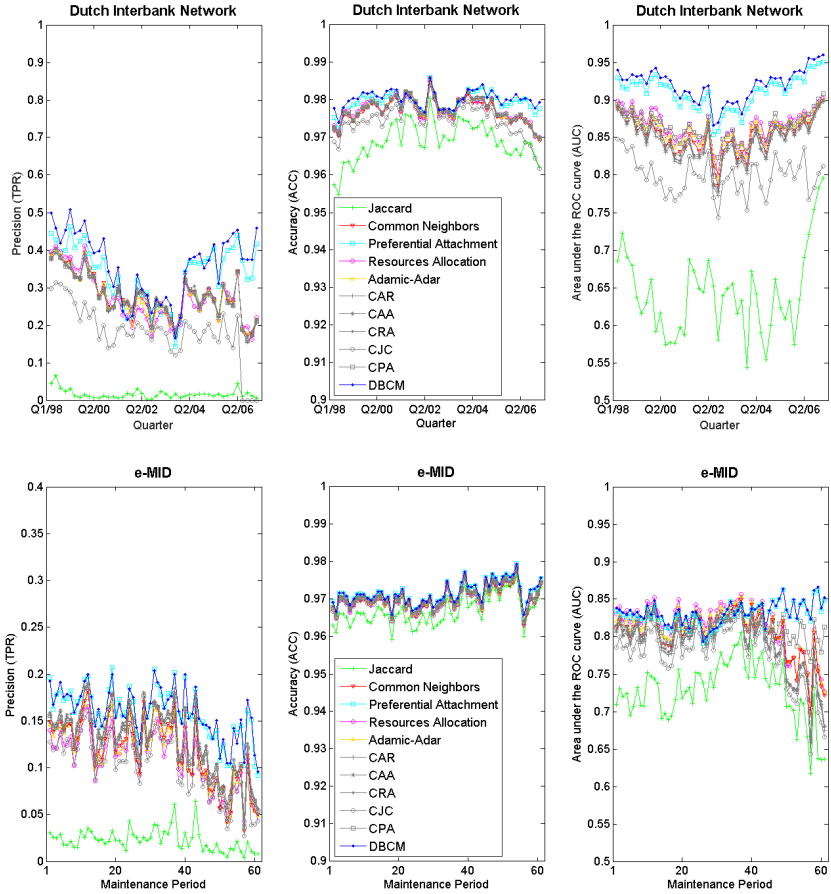 Dutch Interbank Network
Precision (TPR)
1
0.9
0.8
0.7
0.6
0.5
0.4
0.3
0.2
0.1
0
Q1/98 Q2/00 Q2/02 Q2/04 Q2/06
Quarter
Dutch Interbank Network
Accuracy (ACC)
1
0.99
0.98
0.97
0.96
0.95
0.94
0.93
0.92
0.91
0.9
Jaccard
Common Neighbors
Preferential Attachment
Resources Allocation
Adamic-Adar
CAR
CAA
CRA
CJC
CPA
DBCM
Q1/98 Q2/00 Q2/02 Q2/04 Q2/06
Quarter
Dutch Interbank Network
Area under the ROC curve (AUC)
1
0.95
0.9
0.85
0.8
0.75
0.7
0.65
0.6
0.55
0.5
Q1/98 Q2/00 Q2/02 Q2/04 Q2/06
Quarter
e-MID
Precision (TPR)
0.4
0.35
0.3
0.25
0.2
0.15
0.1
0.05
0
1 20 40 60
Maintenance Period
e-MID
Accuracy (ACC)
1
0.99
0.98
0.97
0.96
0.95
0.94
0.93
0.92
0.91
0.9
Jaccard
Common Neighbors
Preferential Attachment
Resources Allocation
Adamic-Adar
CAR
CAA
CRA
CJC
CPA
DBCM
1 20 40 60
Maintenance Period
e-MID
Area under the ROC curve (AUC)
1
0.95
0.9
0.85
0.8
0.75
0.7
0.65
0.6
0.55
0.5
1 20 40 60
Maintenance Period